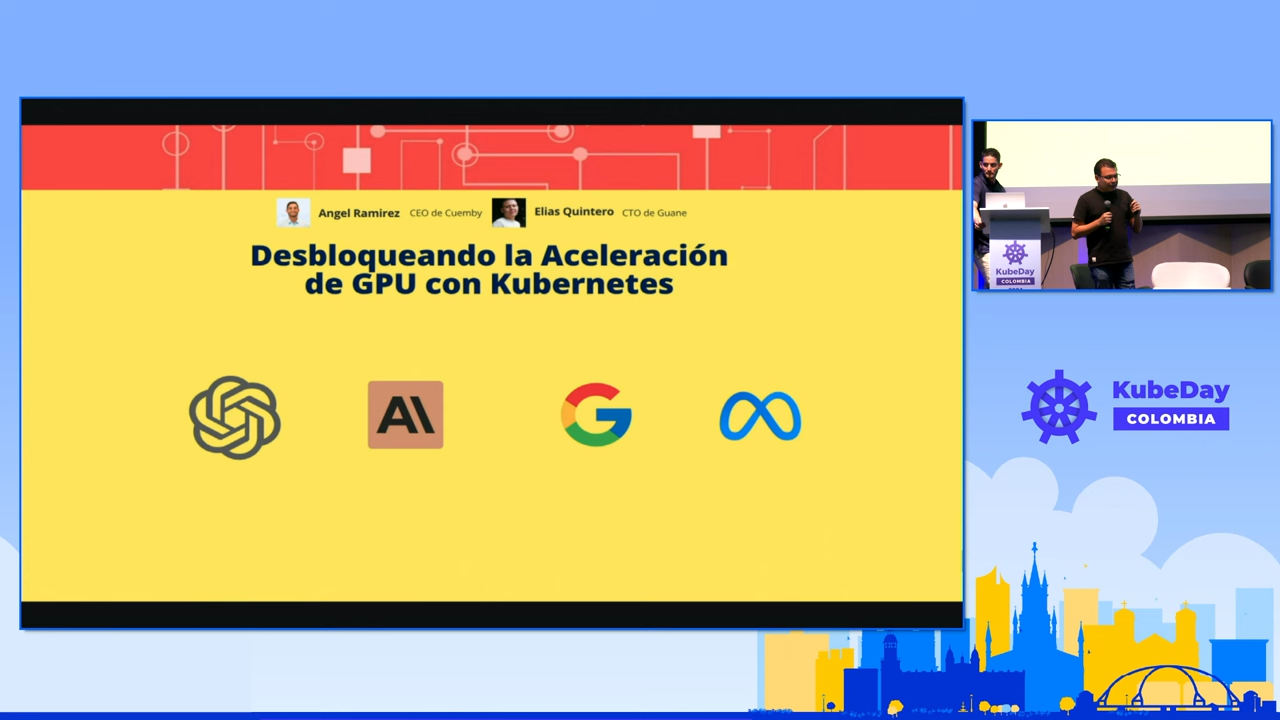 Angel Ramirez CEO de Cuemby Elias Quintero CTO de Guane
Desbloqueando la Aceleración
de GPU con Kubernetes
KubeDay
COLOMBIA
KubeDay
COLOMBIA